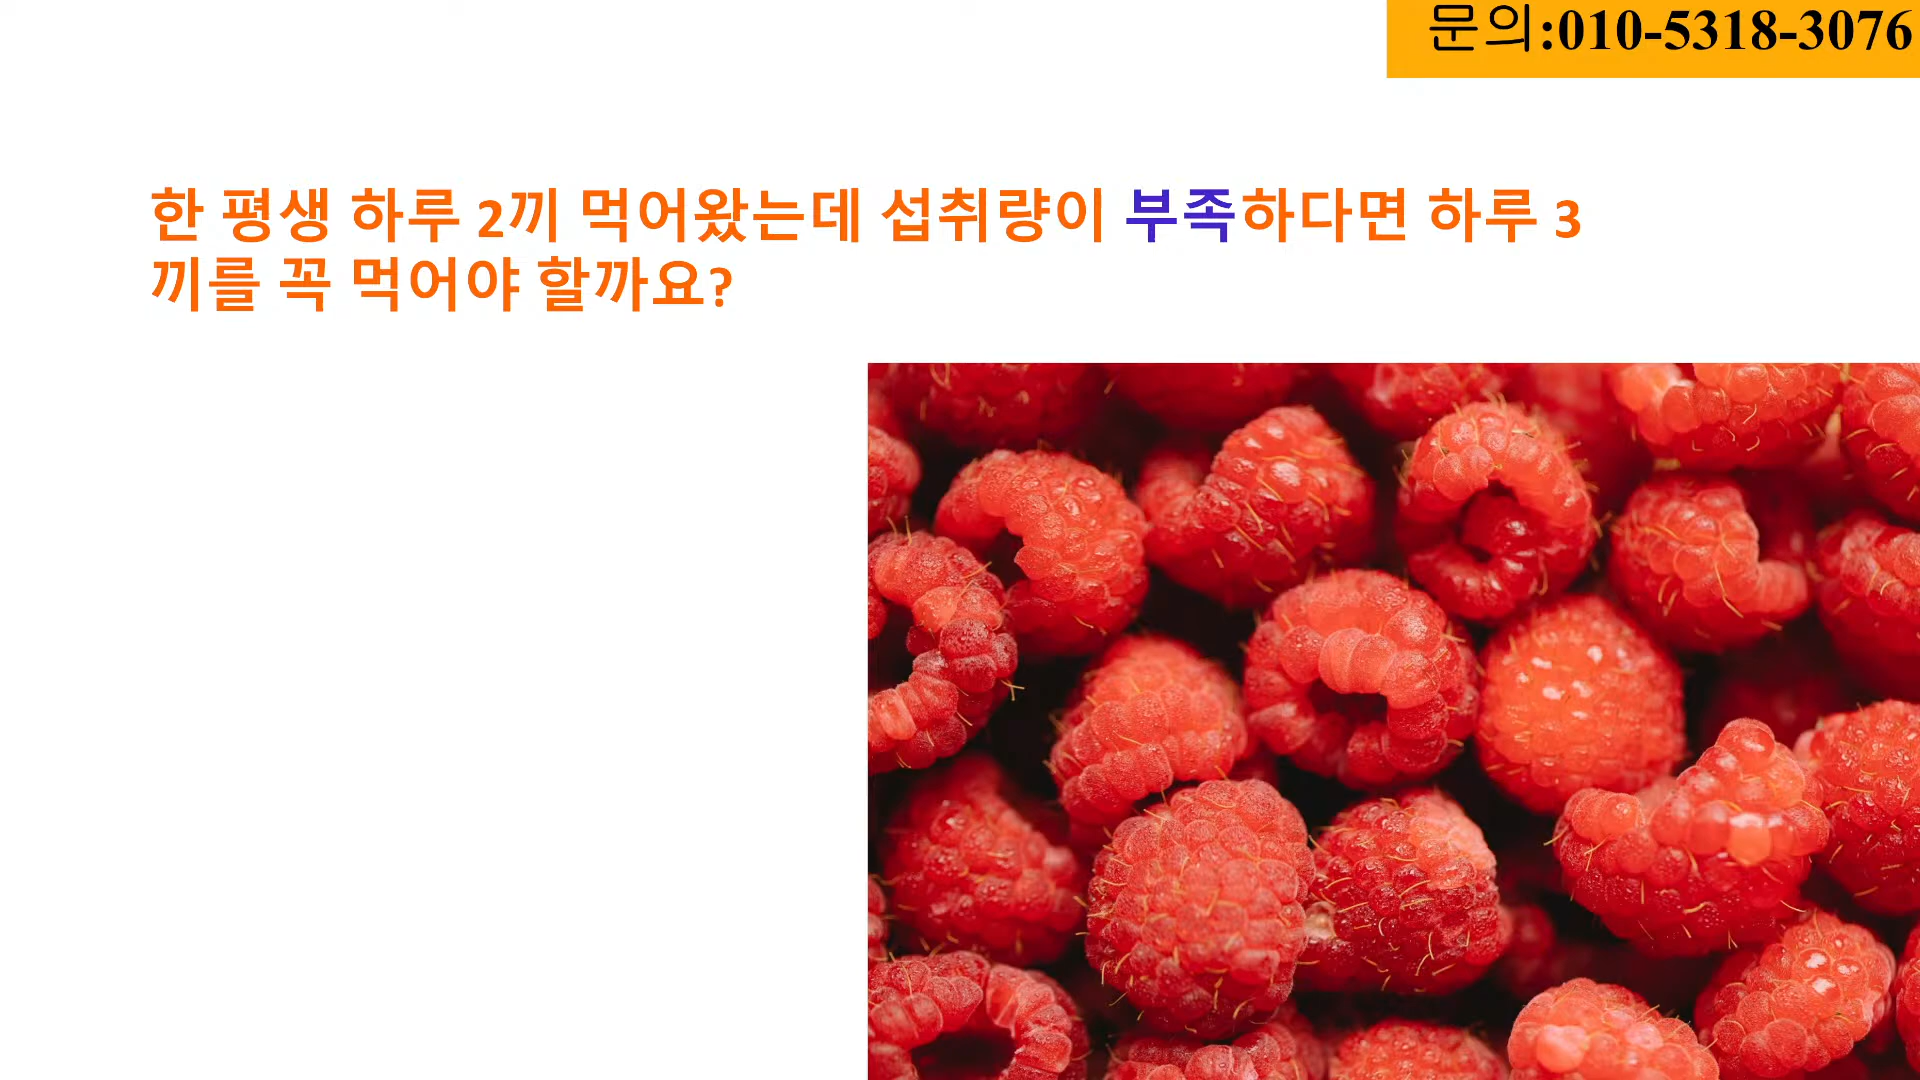 문의:010-5318-3076
한 평생 하루 2끼 먹어왔는데 섭취량이 부족하다면 하루 3
끼를 꼭 먹어야 할까요?